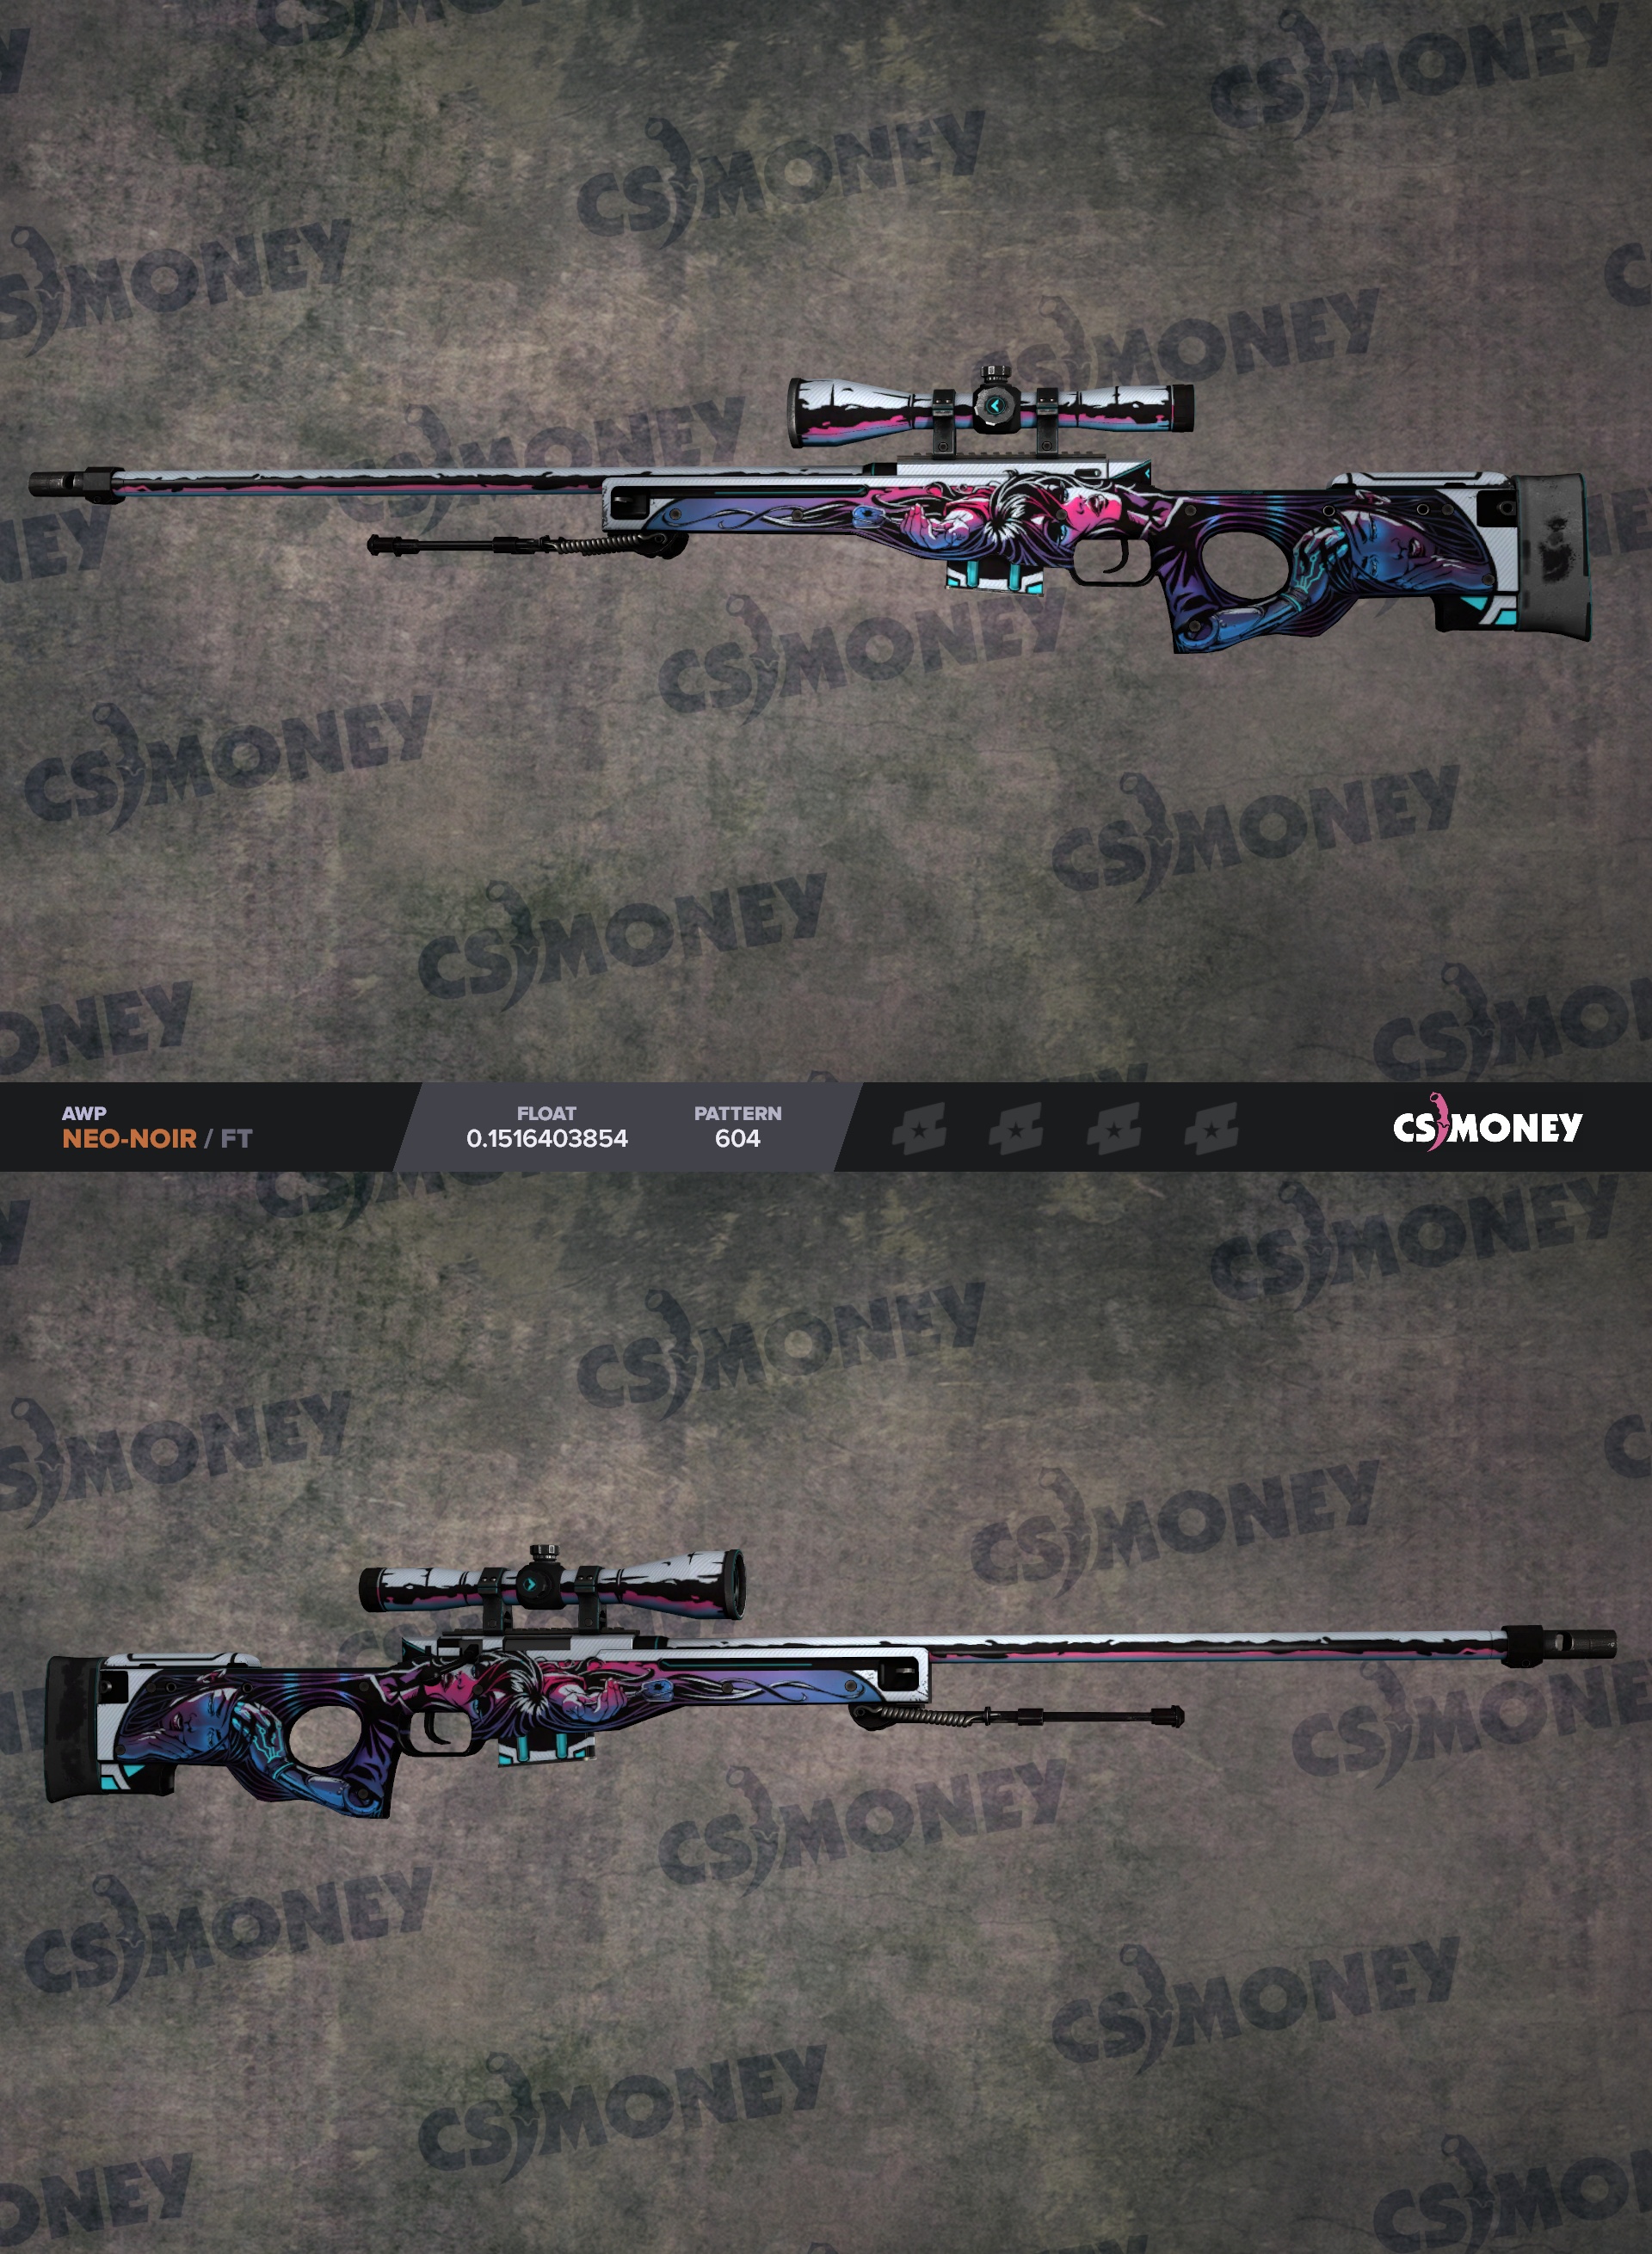 AWP
NEO-NOIR / FT
FLOAT
0.1516403854
PATTERN
604
CS MONEY